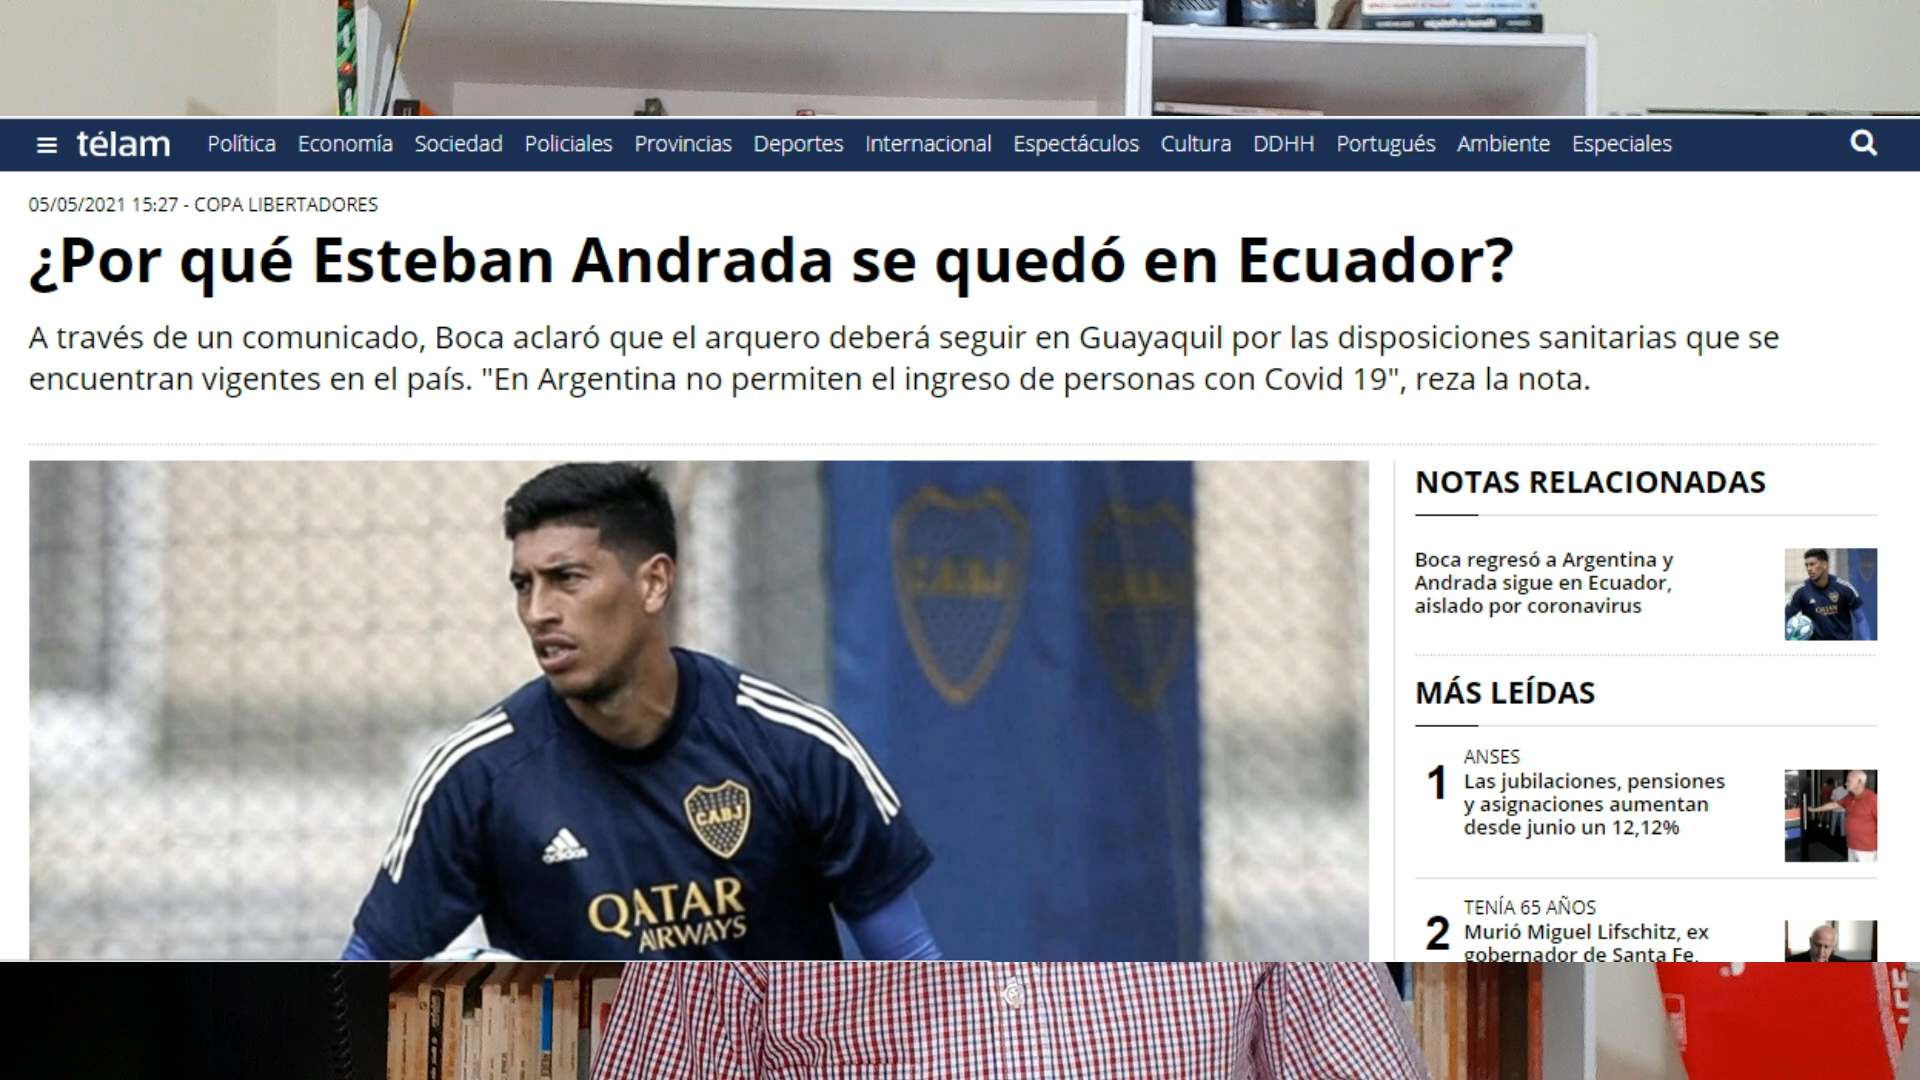 télam Política Economía Sociedad Policiales Provincias Deportes Internacional Espectáculos Cultura DDHH Portugués Ambiente Especiales
05/05/2021 15:27 - COPA LIBERTADORES
¿Por qué Esteban Andrada se quedó en Ecuador?
A través de un comunicado, Boca aclaró que el arquero deberá seguir en Guayaquil por las disposiciones sanitarias que se
encuentran vigentes en el país. "En Argentina no permiten el ingreso de personas con Covid 19", reza la nota.
CABJ
adidas
QATAR
AIRWAYS
NOTAS RELACIONADAS
Boca regresó a Argentina y
Andrada sigue en Ecuador,
aislado por coronavirus
MÁS LEÍDAS
1
ANSES
Las jubilaciones, pensiones
y asignaciones aumentan
desde junio un 12,12%
2
TENÍA 65 AÑOS
Murió Miguel Lifschitz, ex
gobernador de Santa Fe,